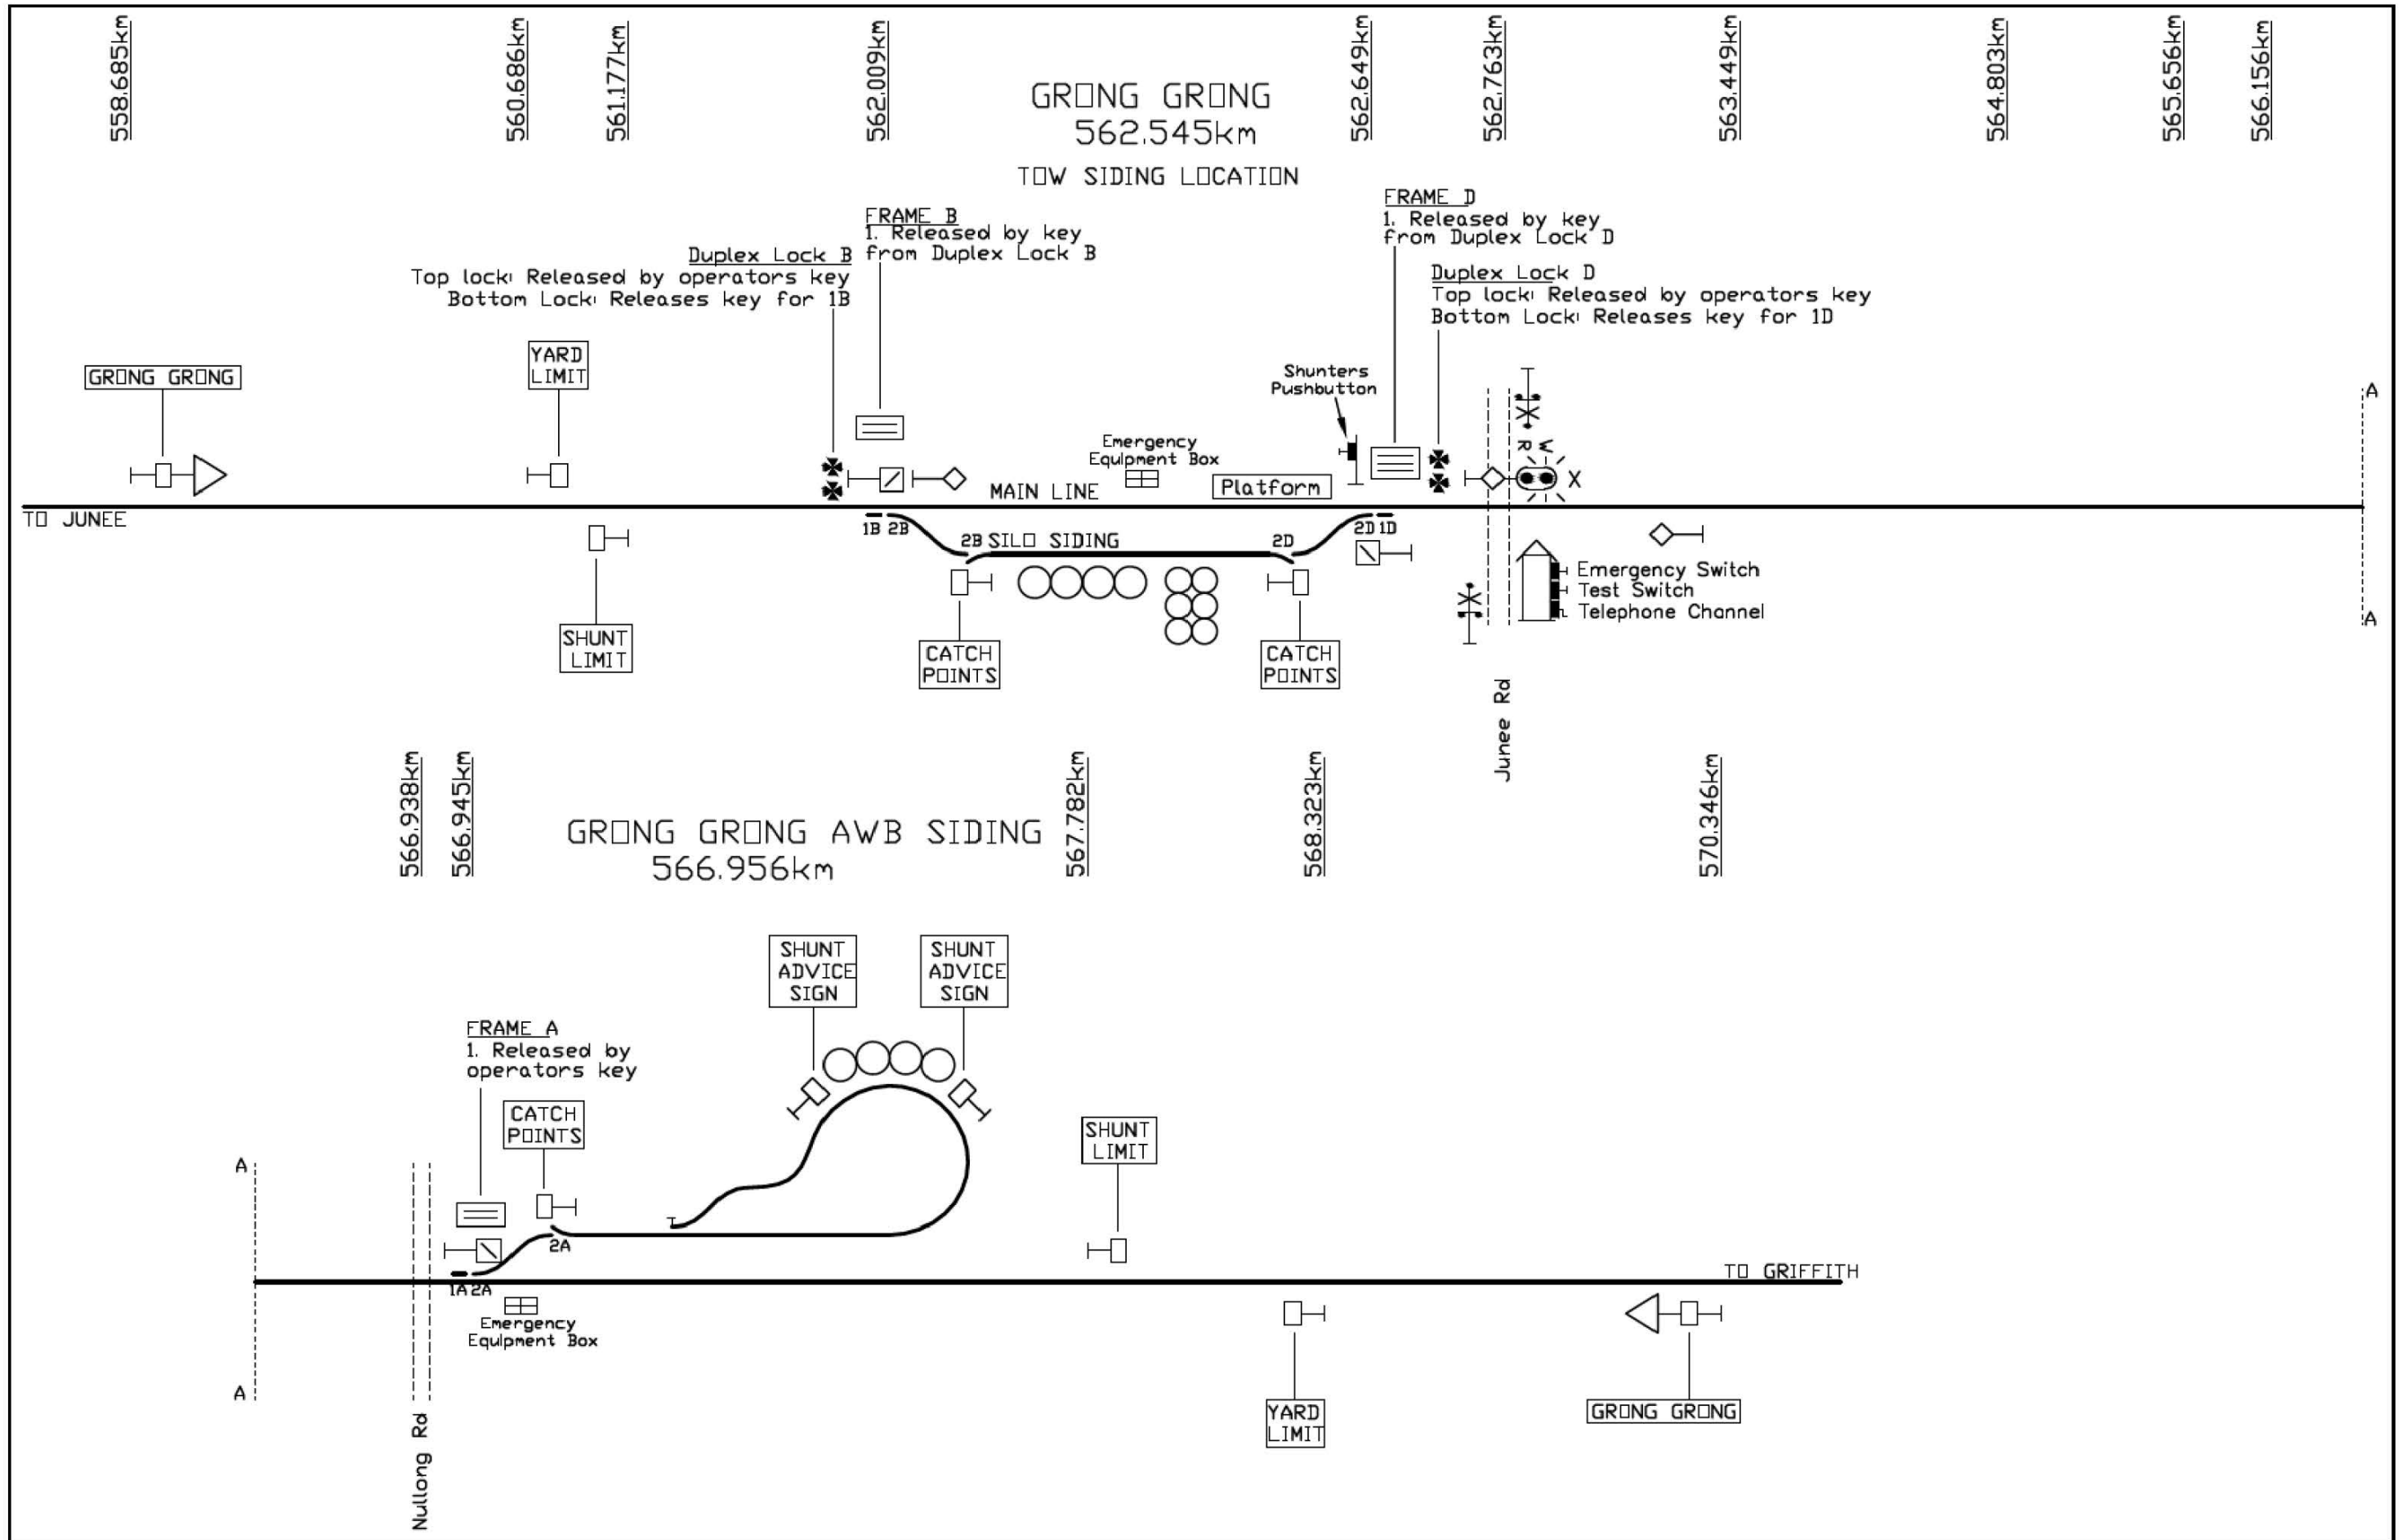 558.685km
560.686km
561.177km
562.009km
GRONG GRONG
562.545km
TOW SIDING LOCATION
562.649km
562.763km
563.449km
564.803km
565.656km
566.156km
FRAME B
1. Released by key
from Duplex Lock B
Duplex Lock B
Top lock: Released by operators key
Bottom Lock: Releases key for 1B
FRAME D
1. Released by key
from Duplex Lock D
Duplex Lock D
Top lock: Released by operators key
Bottom Lock: Releases key for 1D
GRONG GRONG
YARD
LIMIT
Shunters
Pushbutton
A
Emergency
Equipment Box
R W
X
MAIN LINE
Platform
TO JUNEE
1B 2B
2B SILO SIDING
2D
2D 1D
Emergency Switch
Test Switch
Telephone Channel
A
SHUNT
LIMIT
CATCH
POINTS
CATCH
POINTS
Junee Rd
566.938km
566.945km
GRONG GRONG AWB SIDING
566.956km
567.782km
568.323km
570.346km
SHUNT
ADVICE
SIGN
SHUNT
ADVICE
SIGN
FRAME A
1. Released by
operators key
CATCH
POINTS
SHUNT
LIMIT
A
2A
1A 2A
TO GRIFFITH
Emergency
Equipment Box
A
Nullong Rd
YARD
LIMIT
GRONG GRONG